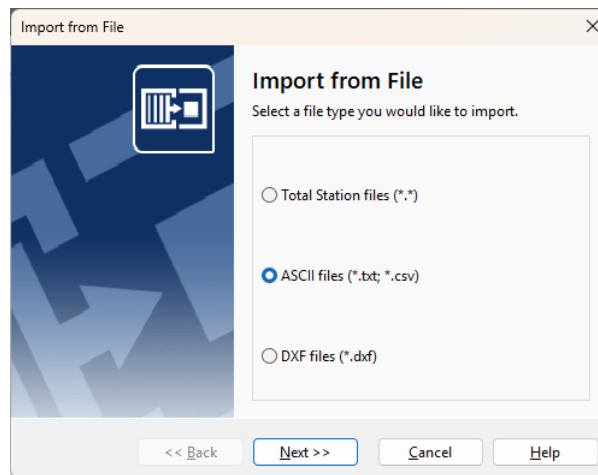 Import from File
Import from File
Select a file type you would like to import.
Total Station files (*.*)
ASCII files (*.txt; *.csv)
DXF files (*.dxf)
<< Back
Next >>
Cancel
Help